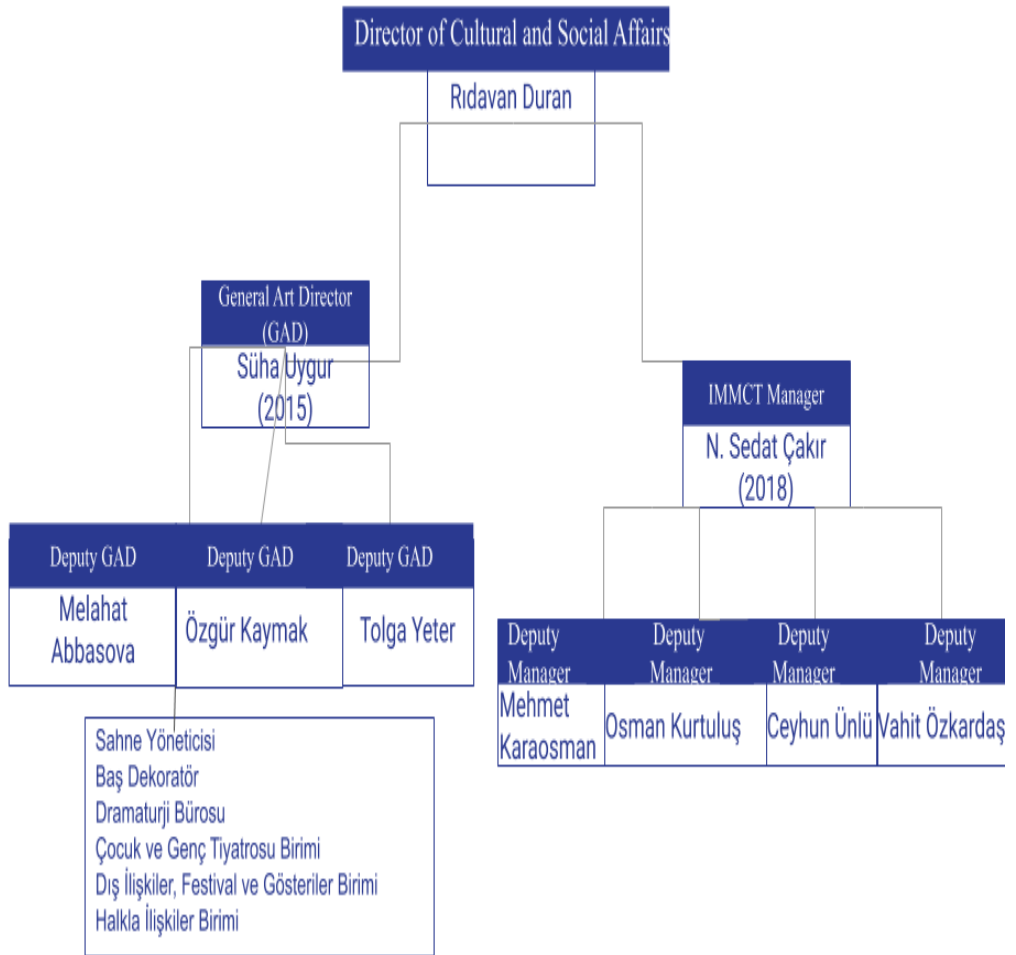 Director of Cultural and Social Affairs
Rıdavan Duran
General Art Director
(GAD)
Süha Uygur
(2015)
IMMCT Manager
N. Sedat Çakır
(2018)
Deputy GAD
Melahat
Abbasova
Deputy GAD
Özgür Kaymak
Deputy GAD
Tolga Yeter
Deputy
Manager
Mehmet
Karaosman
Deputy
Manager
Osman Kurtuluş
Deputy
Manager
Ceyhun Ünlü
Deputy
Manager
Vahit Özkardaş
Sahne Yöneticisi
Baş Dekoratör
Dramaturji Bürosu
Çocuk ve Genç Tiyatrosu Birimi
Dış İlişkiler, Festival ve Gösteriler Birimi
Halkla İlişkiler Birimi